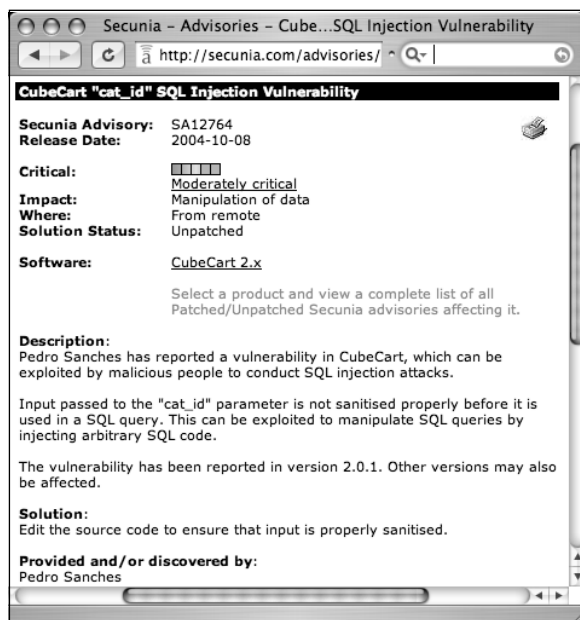 Secunia – Advisories – Cube...SQL Injection Vulnerability
http://secunia.com/advisories/
CubeCart "cat_id" SQL Injection Vulnerability
Secunia Advisory: SA12764
Release Date: 2004-10-08
Critical:
Moderately critical
Impact: Manipulation of data
Where: From remote
Solution Status: Unpatched
Software: CubeCart 2.x
Select a product and view a complete list of all
Patched/Unpatched Secunia advisories affecting it.
Description:
Pedro Sanches has reported a vulnerability in CubeCart, which can be
exploited by malicious people to conduct SQL injection attacks.
Input passed to the "cat_id" parameter is not sanitised properly before it is
used in a SQL query. This can be exploited to manipulate SQL queries by
injecting arbitrary SQL code.
The vulnerability has been reported in version 2.0.1. Other versions may also
be affected.
Solution:
Edit the source code to ensure that input is properly sanitised.
Provided and/or discovered by:
Pedro Sanches